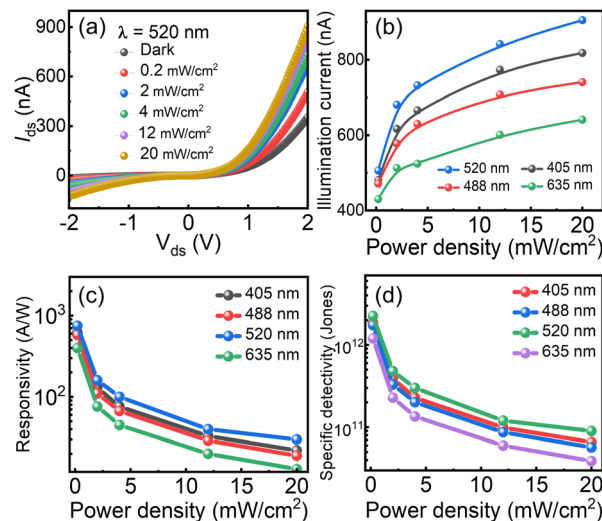 (a)
λ = 520 nm
Dark
0.2 mW/cm²
2 mW/cm²
4 mW/cm²
12 mW/cm²
20 mW/cm²
900
600
300
0
-2 -1 0 1 2
I_ds (nA)
V_ds (V)
(b)
Illumination current (nA)
800
600
400
520 nm 405 nm
488 nm 635 nm
0 5 10 15 20
Power density (mW/cm²)
(c)
405 nm
488 nm
520 nm
635 nm
Responsivity (A/W)
10³
10²
0 5 10 15 20
Power density (mW/cm²)
(d)
405 nm
488 nm
520 nm
635 nm
Specific detectivity (Jones)
10¹²
10¹¹
0 5 10 15 20
Power density (mW/cm²)